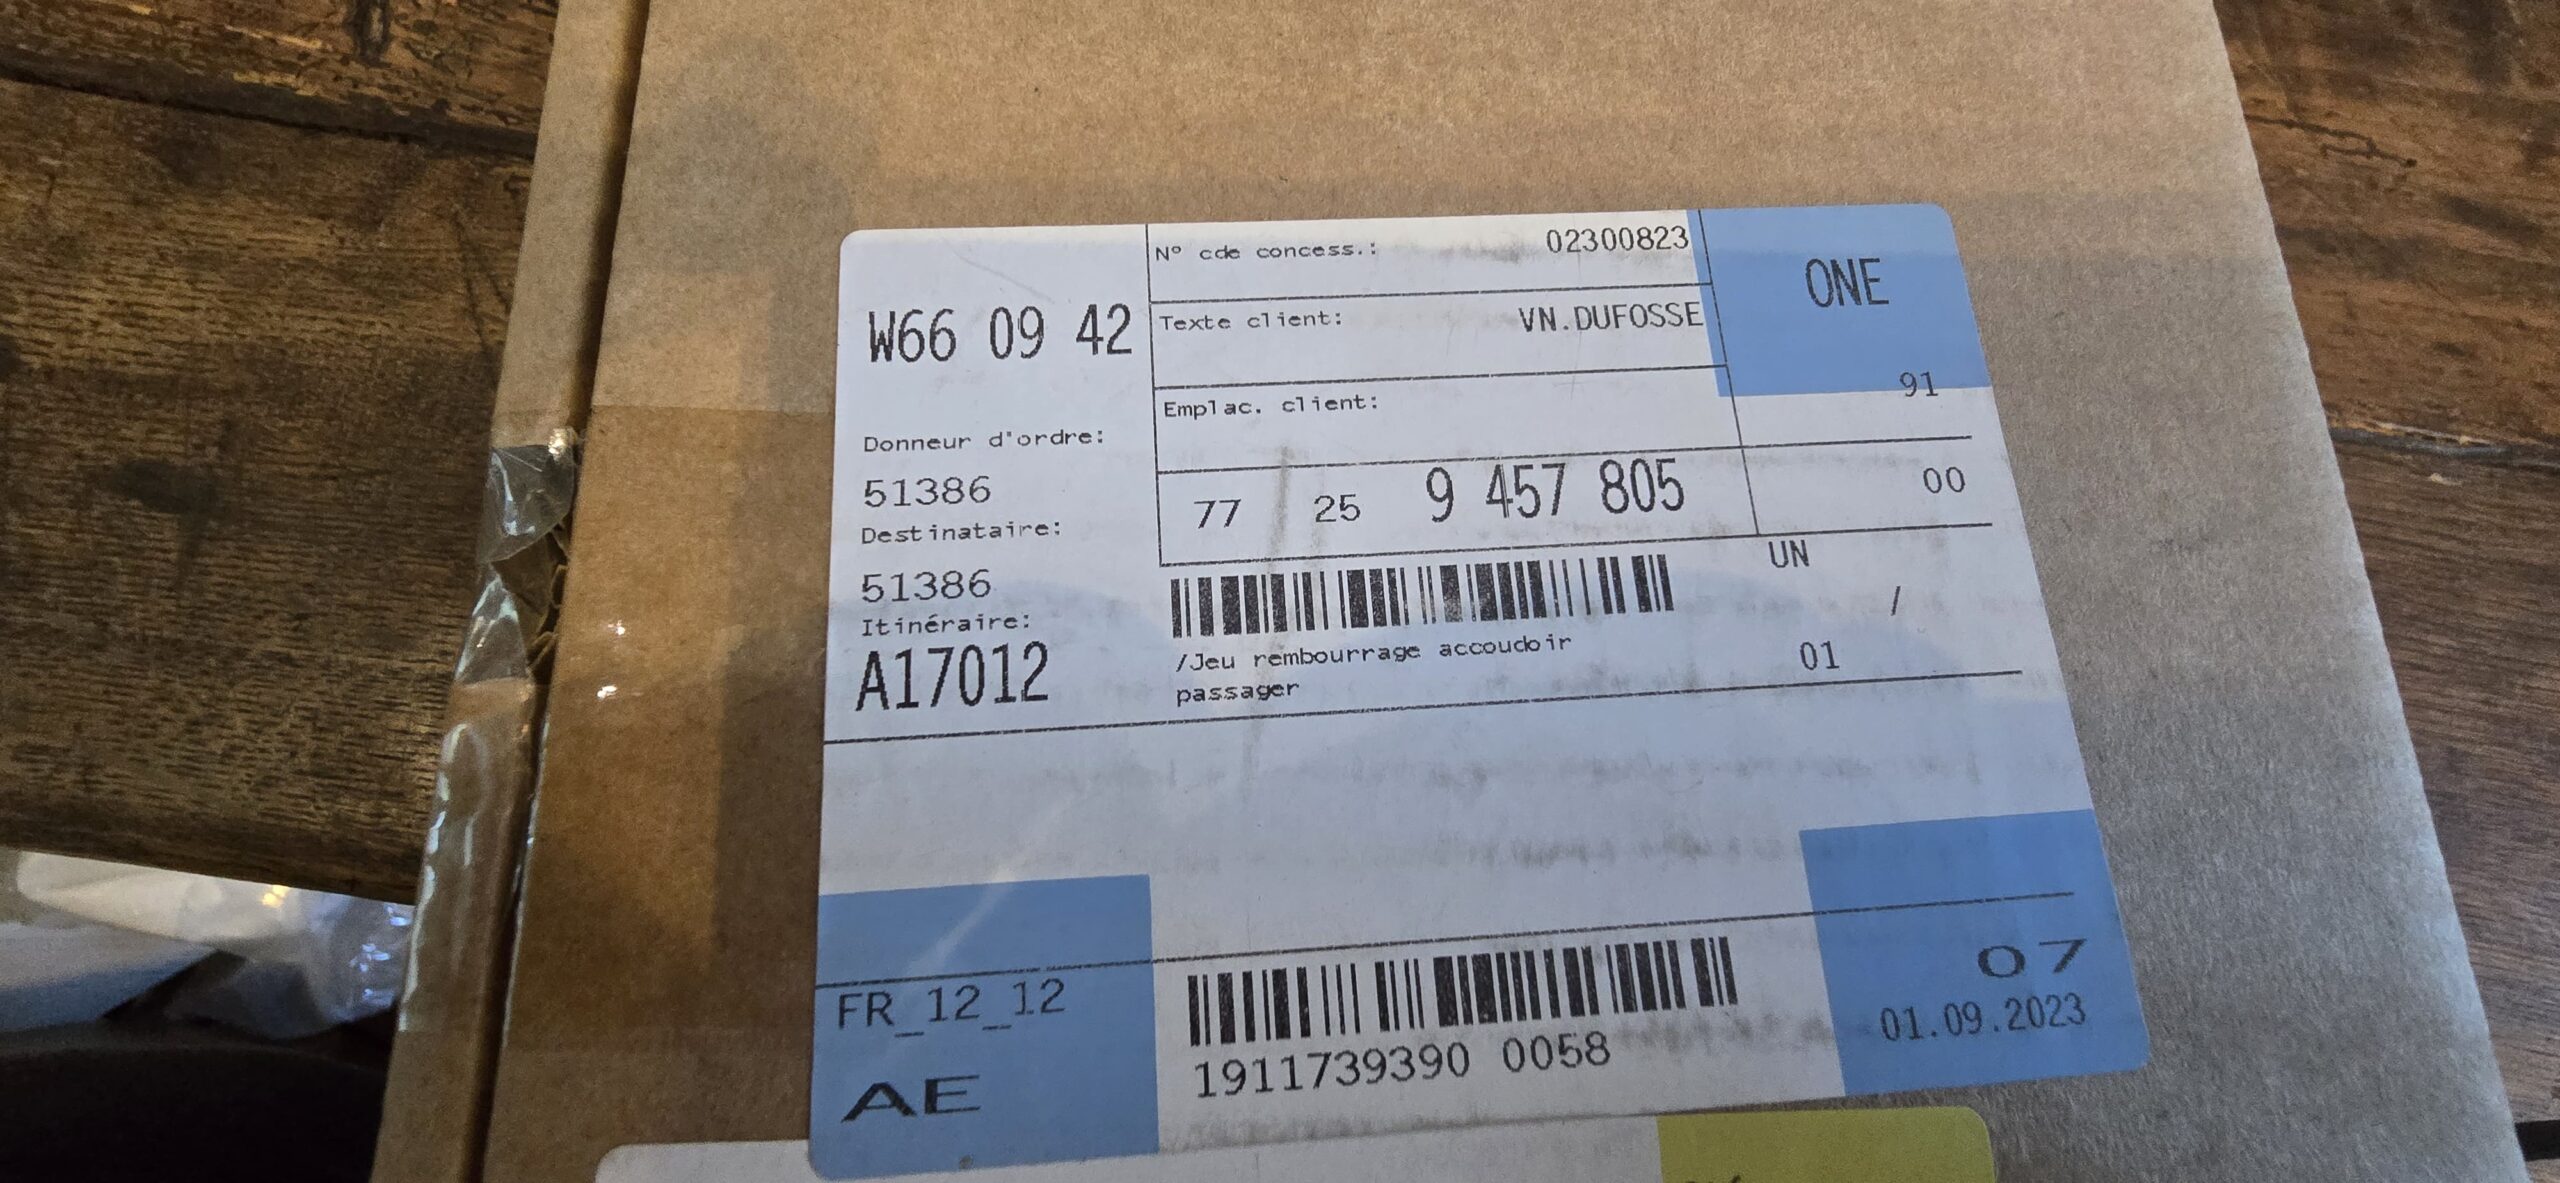 W66 09 42
N° cde concess.: 02300823
ONE
Texte client: VN.DUFOSSE
Emplac. client:
91
Donneur d'ordre:
51386
77 25 9 457 805
00
Destinataire:
51386
UN
/
Itinéraire:
A17012
/Jeu rembourrage accoudoir
passager
01
FR_12_12
AE
1911739390 0058
07
01.09.2023